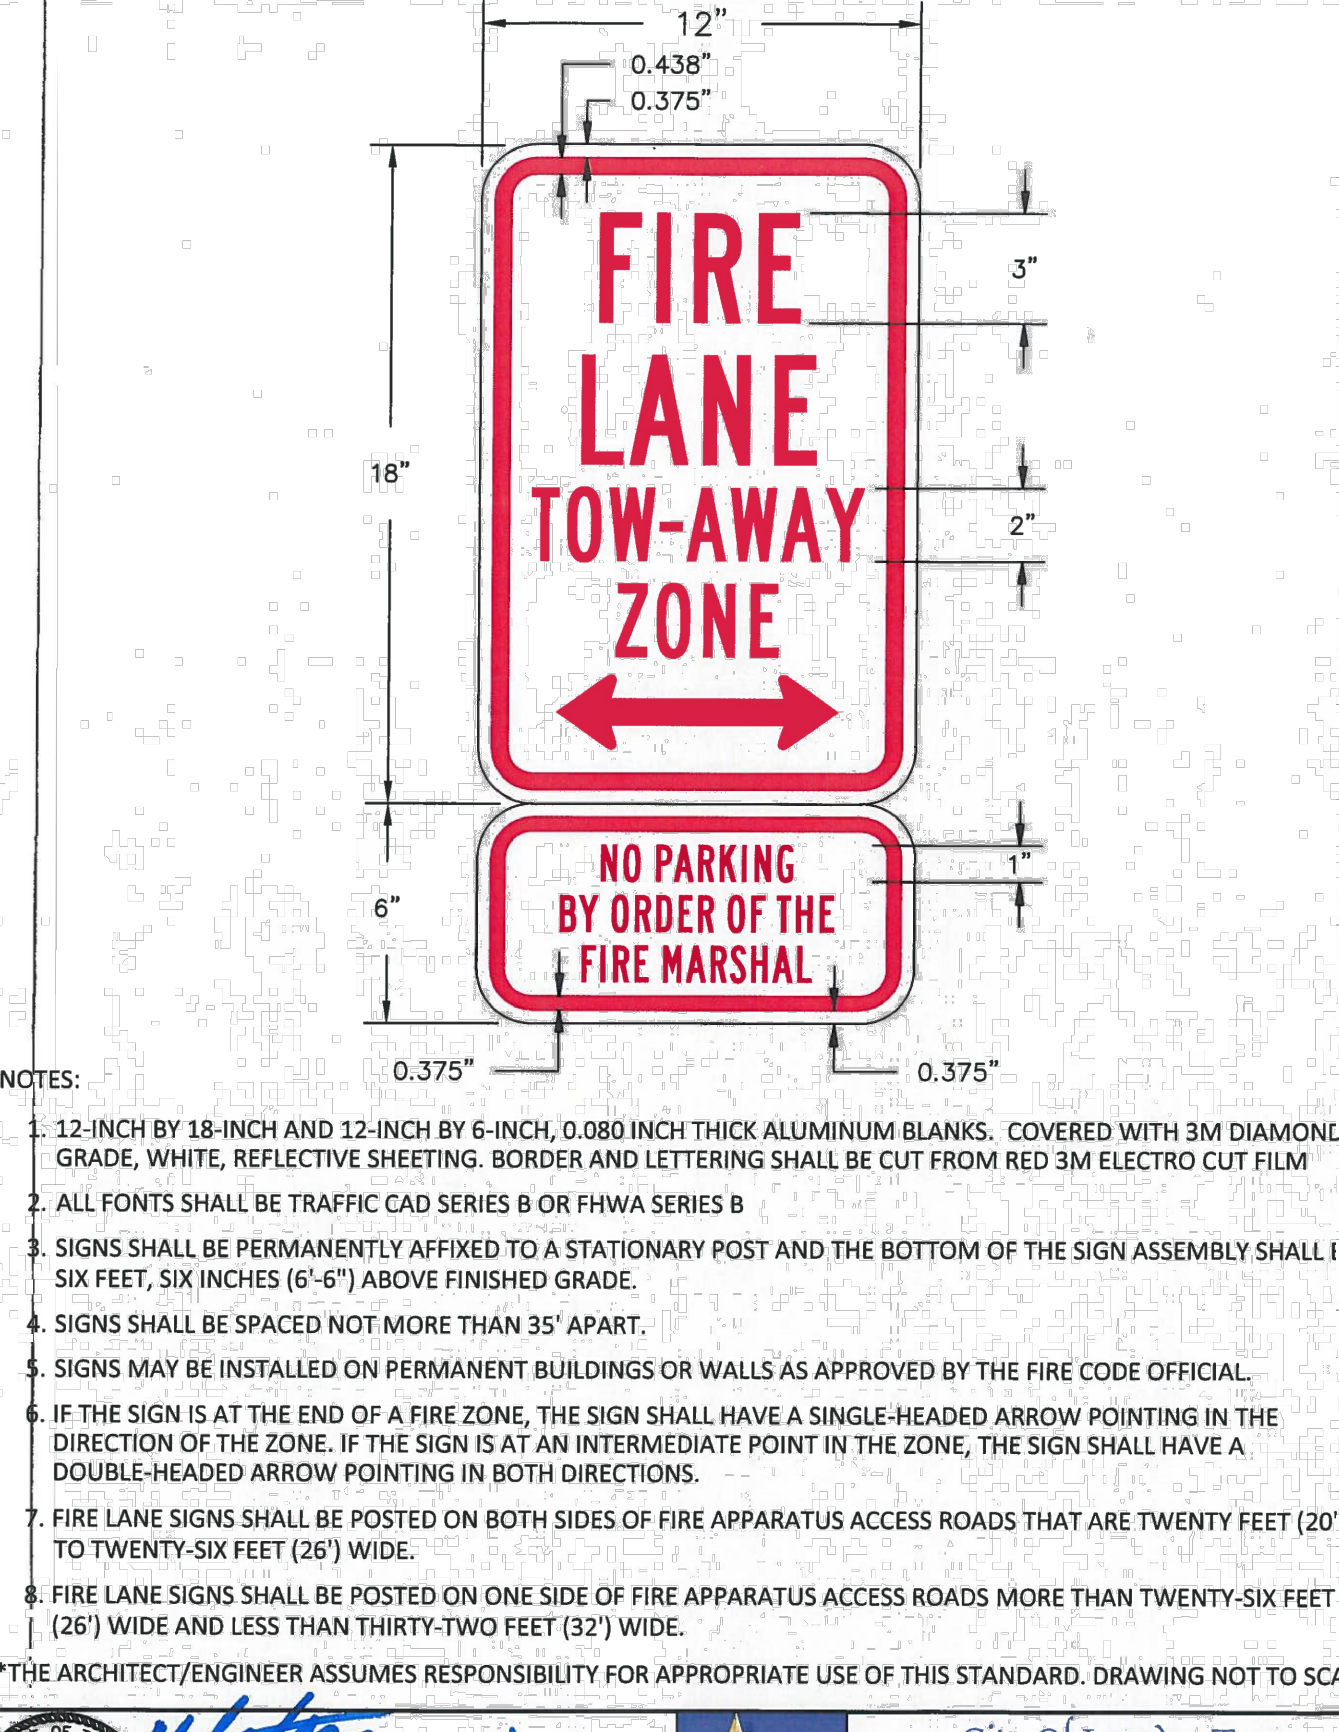 12"
0.438"
0.375"
FIRE
3"
LANE
18"
TOW-AWAY
2"
ZONE
NO PARKING
1"
BY ORDER OF THE
6"
FIRE MARSHAL
0.375"
0.375"
NOTES:
1. 12-INCH BY 18-INCH AND 12-INCH BY 6-INCH, 0.080 INCH THICK ALUMINUM BLANKS. COVERED WITH 3M DIAMOND
GRADE, WHITE, REFLECTIVE SHEETING. BORDER AND LETTERING SHALL BE CUT FROM RED 3M ELECTRO CUT FILM
2. ALL FONTS SHALL BE TRAFFIC CAD SERIES B OR FHWA SERIES B
3. SIGNS SHALL BE PERMANENTLY AFFIXED TO A STATIONARY POST AND THE BOTTOM OF THE SIGN ASSEMBLY SHALL
SIX FEET, SIX INCHES (6'-6") ABOVE FINISHED GRADE.
4. SIGNS SHALL BE SPACED NOT MORE THAN 35' APART.
5. SIGNS MAY BE INSTALLED ON PERMANENT BUILDINGS OR WALLS AS APPROVED BY THE FIRE CODE OFFICIAL.
6. IF THE SIGN IS AT THE END OF A FIRE ZONE, THE SIGN SHALL HAVE A SINGLE-HEADED ARROW POINTING IN THE
DIRECTION OF THE ZONE. IF THE SIGN IS AT AN INTERMEDIATE POINT IN THE ZONE, THE SIGN SHALL HAVE A
DOUBLE-HEADED ARROW POINTING IN BOTH DIRECTIONS.
7. FIRE LANE SIGNS SHALL BE POSTED ON BOTH SIDES OF FIRE APPARATUS ACCESS ROADS THAT ARE TWENTY FEET (20'
TO TWENTY-SIX FEET (26') WIDE.
8. FIRE LANE SIGNS SHALL BE POSTED ON ONE SIDE OF FIRE APPARATUS ACCESS ROADS MORE THAN TWENTY-SIX FEET
(26') WIDE AND LESS THAN THIRTY-TWO FEET (32') WIDE.
*THE ARCHITECT/ENGINEER ASSUMES RESPONSIBILITY FOR APPROPRIATE USE OF THIS STANDARD. DRAWING NOT TO
OF